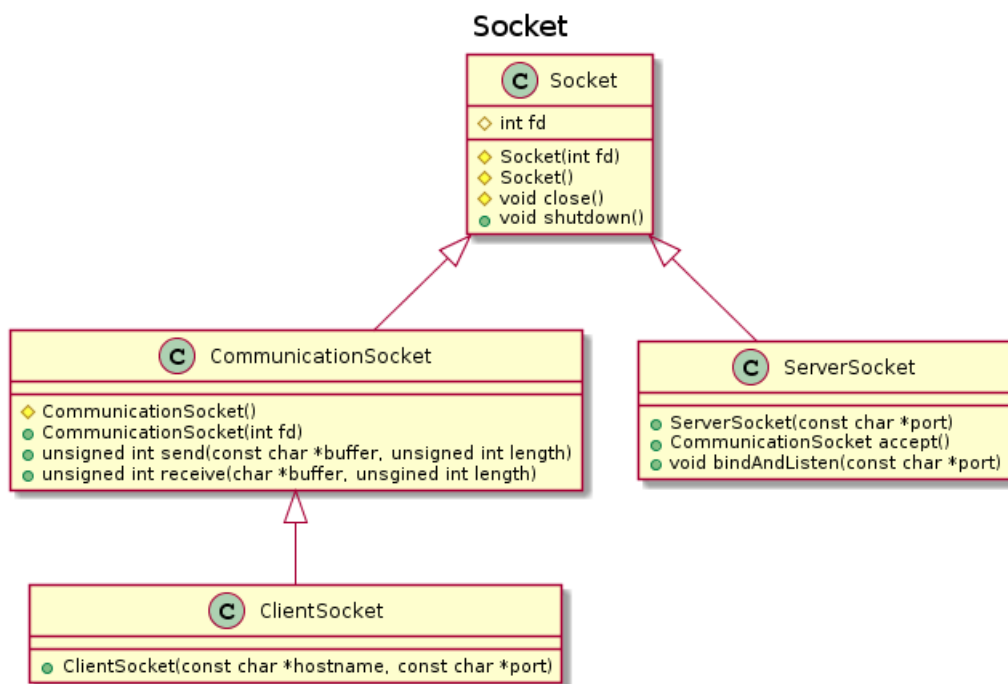 Socket
C Socket
int fd
Socket(int fd)
Socket()
void close()
void shutdown()
C CommunicationSocket
CommunicationSocket()
CommunicationSocket(int fd)
unsigned int send(const char *buffer, unsigned int length)
unsigned int receive(char *buffer, unsgined int length)
C ServerSocket
ServerSocket(const char *port)
CommunicationSocket accept()
void bindAndListen(const char *port)
C ClientSocket
ClientSocket(const char *hostname, const char *port)